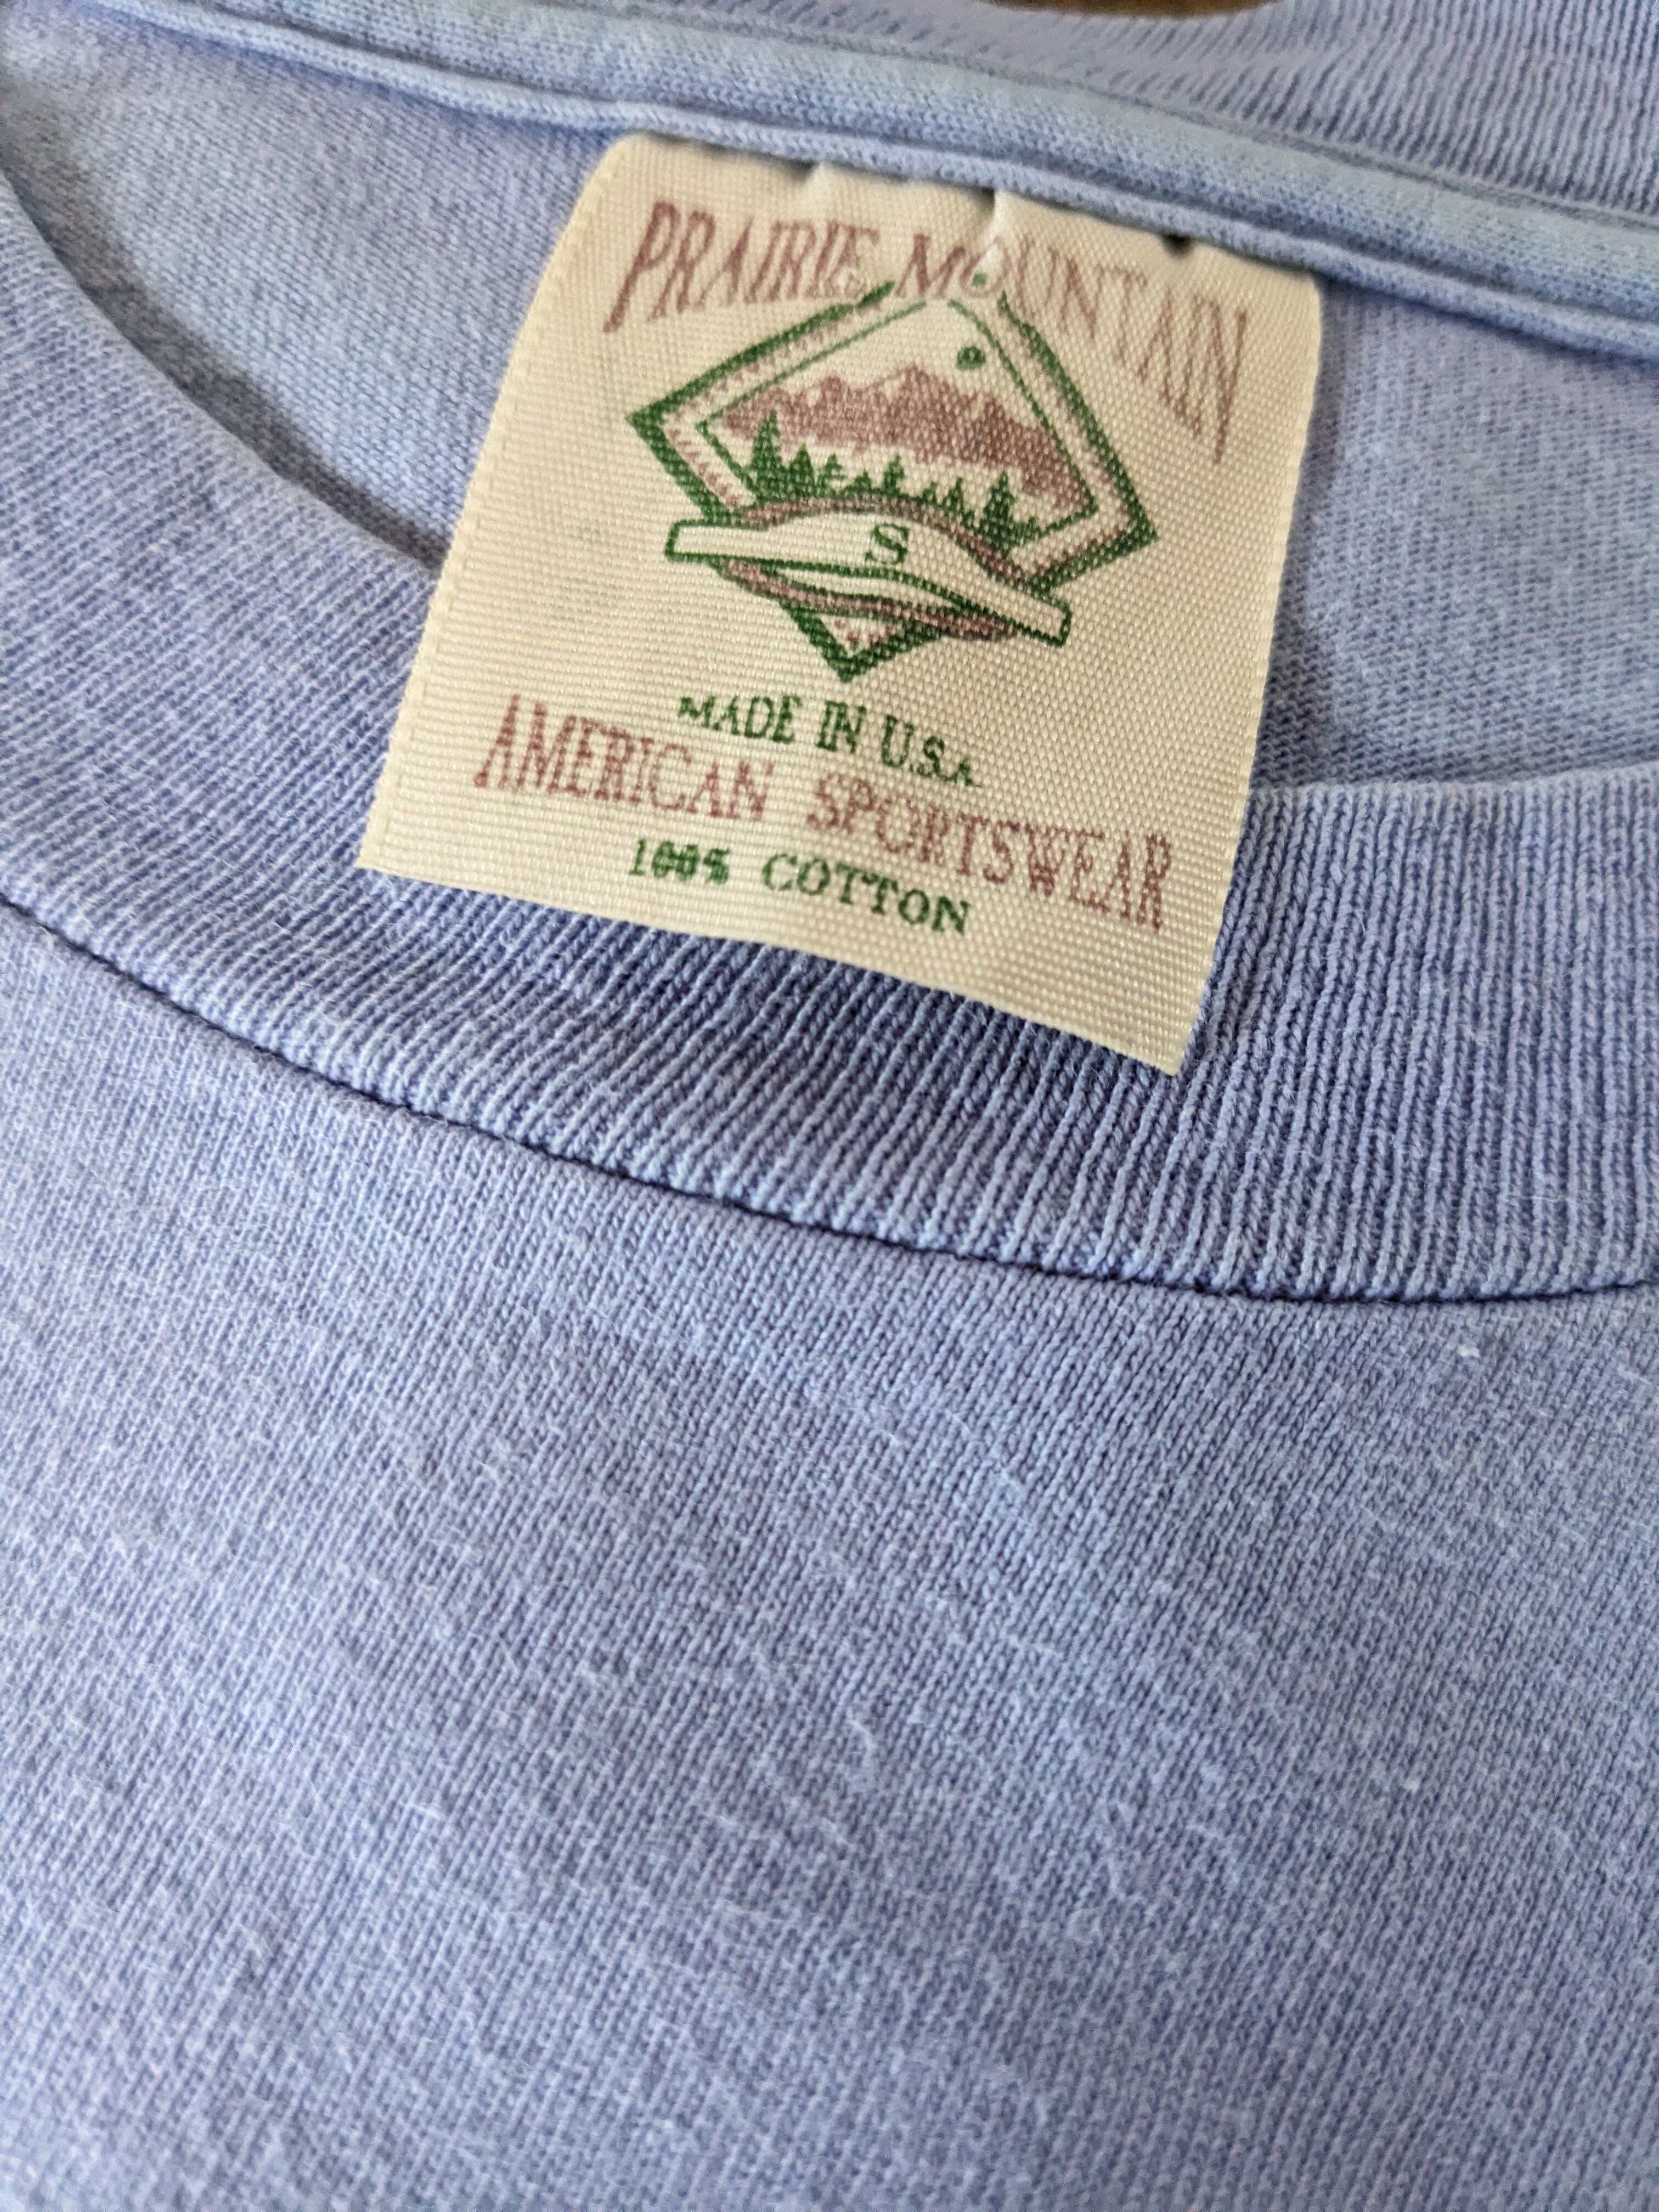 PRAIRIE MOUNTAIN
S
MADE IN U.S.A.
AMERICAN SPORTSWEAR
100% COTTON